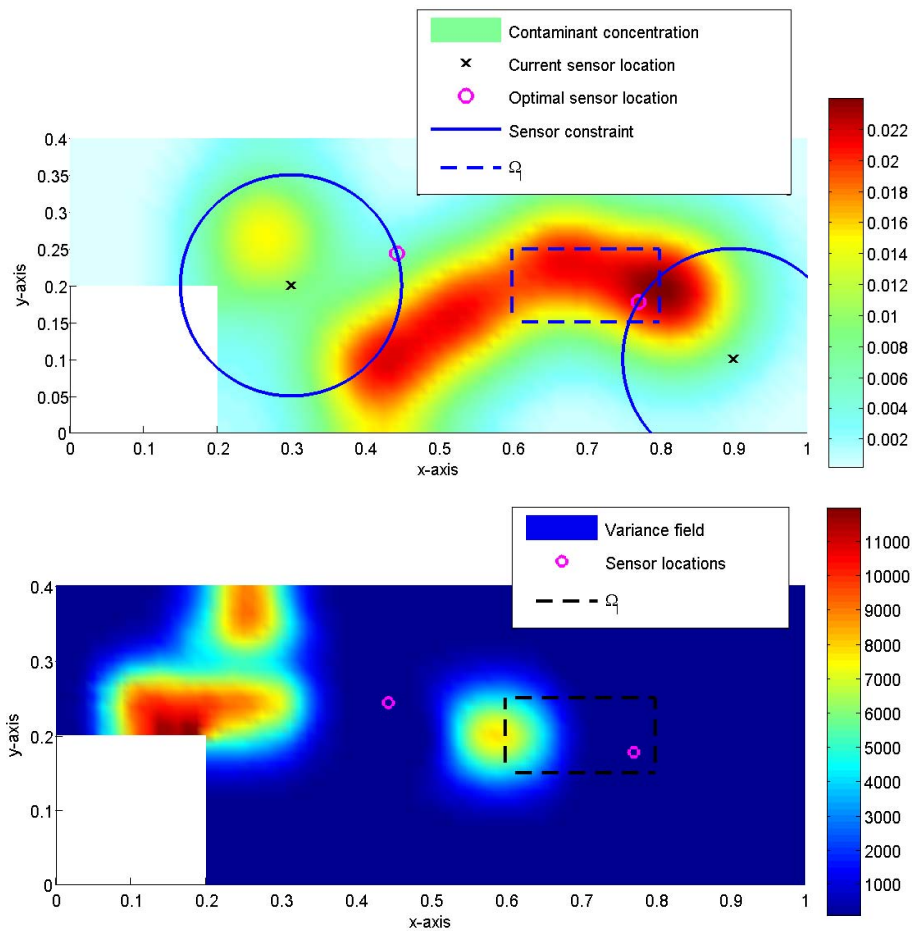 Contaminant concentration
Current sensor location
Optimal sensor location
Sensor constraint
Ω_l
0.4
0.35
0.3
0.25
0.2
0.15
0.1
0.05
0
y-axis
0 0.1 0.2 0.3 0.4 0.5 0.6 0.7 0.8 0.9 1
x-axis
0.022
0.02
0.018
0.016
0.014
0.012
0.01
0.008
0.006
0.004
0.002
Variance field
Sensor locations
Ω_l
0.4
0.3
0.2
0.1
0
y-axis
0 0.1 0.2 0.3 0.4 0.5 0.6 0.7 0.8 0.9 1
x-axis
11000
10000
9000
8000
7000
6000
5000
4000
3000
2000
1000